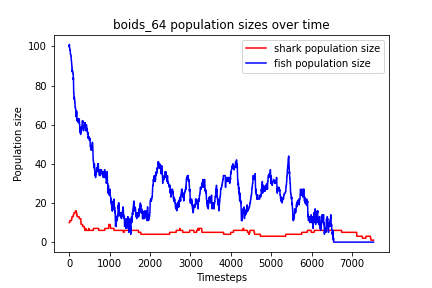 boids_64 population sizes over time
shark population size
fish population size
Population size
100
80
60
40
20
0
0 1000 2000 3000 4000 5000 6000 7000
Timesteps